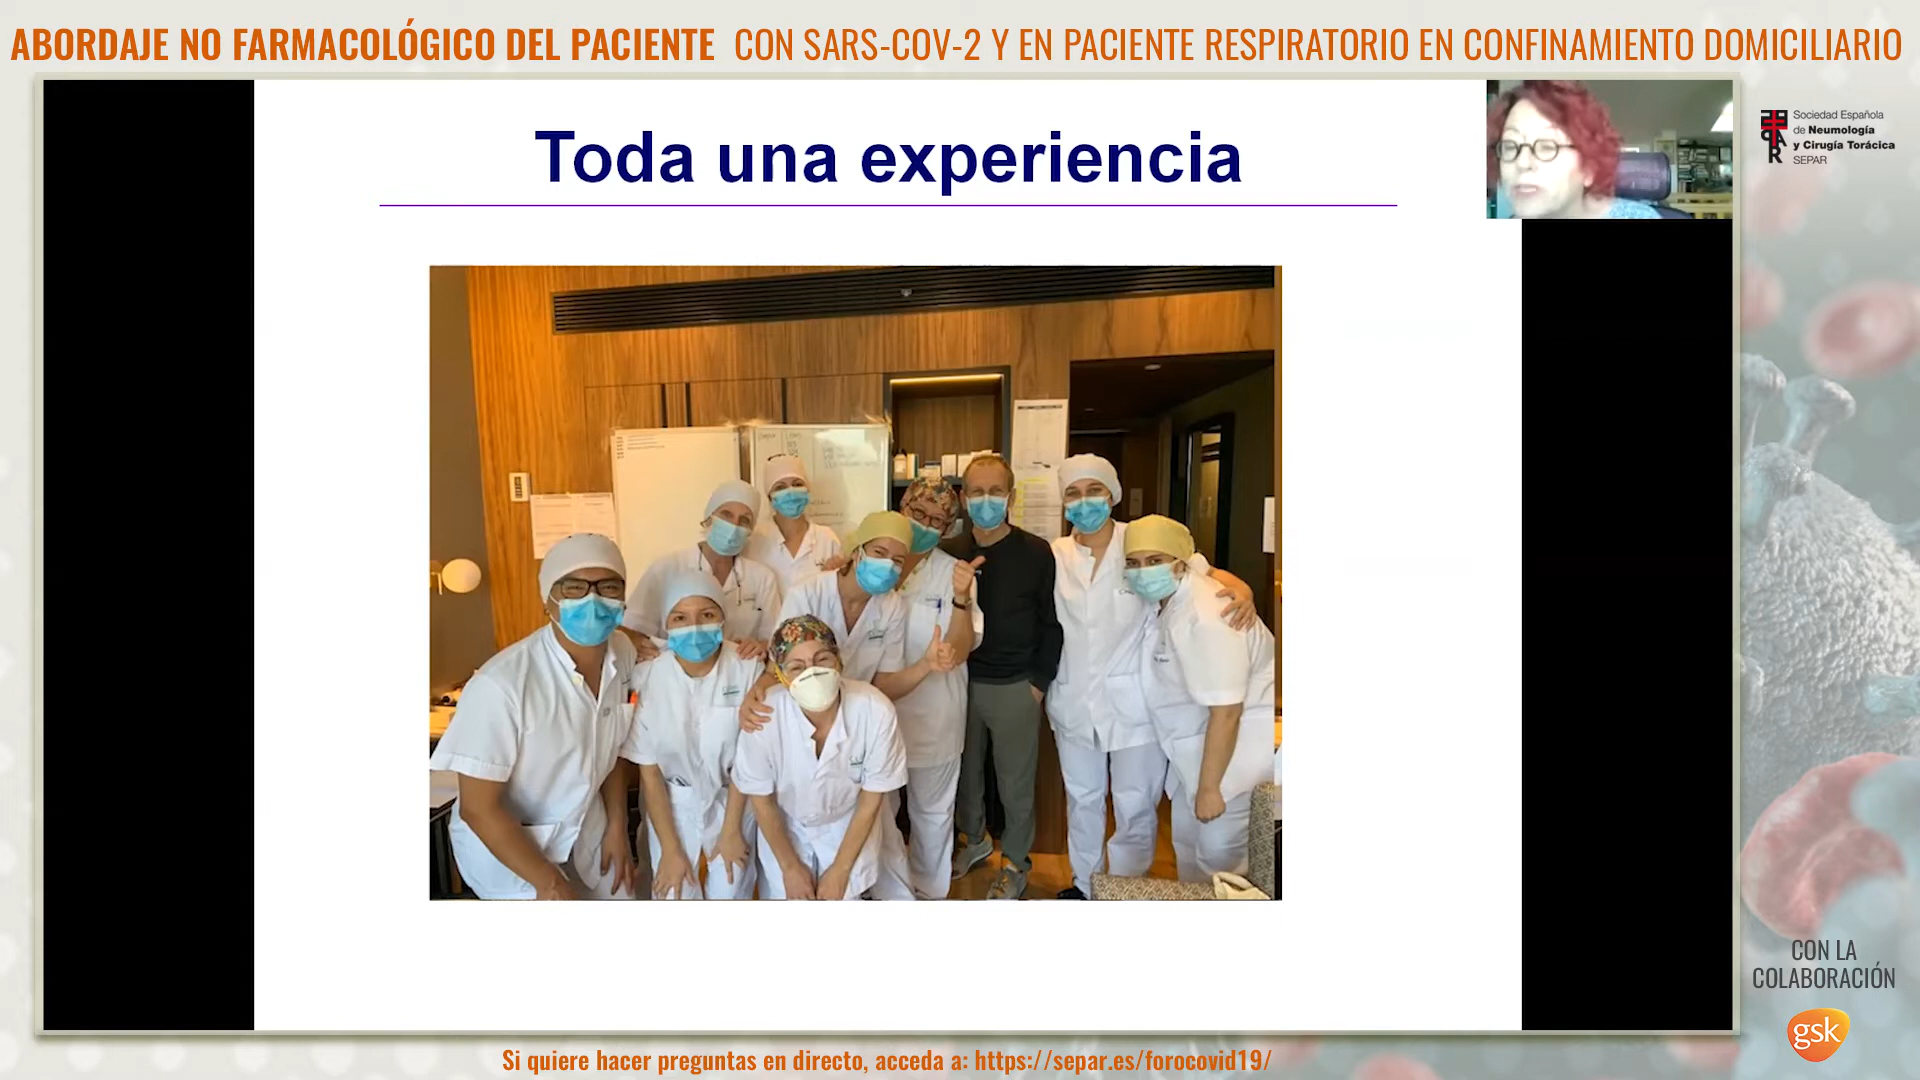 ABORDAJE NO FARMACOLÓGICO DEL PACIENTE CON SARS-COV-2 Y EN PACIENTE RESPIRATORIO EN CONFINAMIENTO DOMICILIARIO
Toda una experiencia
Sociedad Española
de Neumología
y Cirugía Torácica
SEPAR
CON LA
COLABORACIÓN
gsk
Si quiere hacer preguntas en directo, acceda a: https://separ.es/forocovid19/